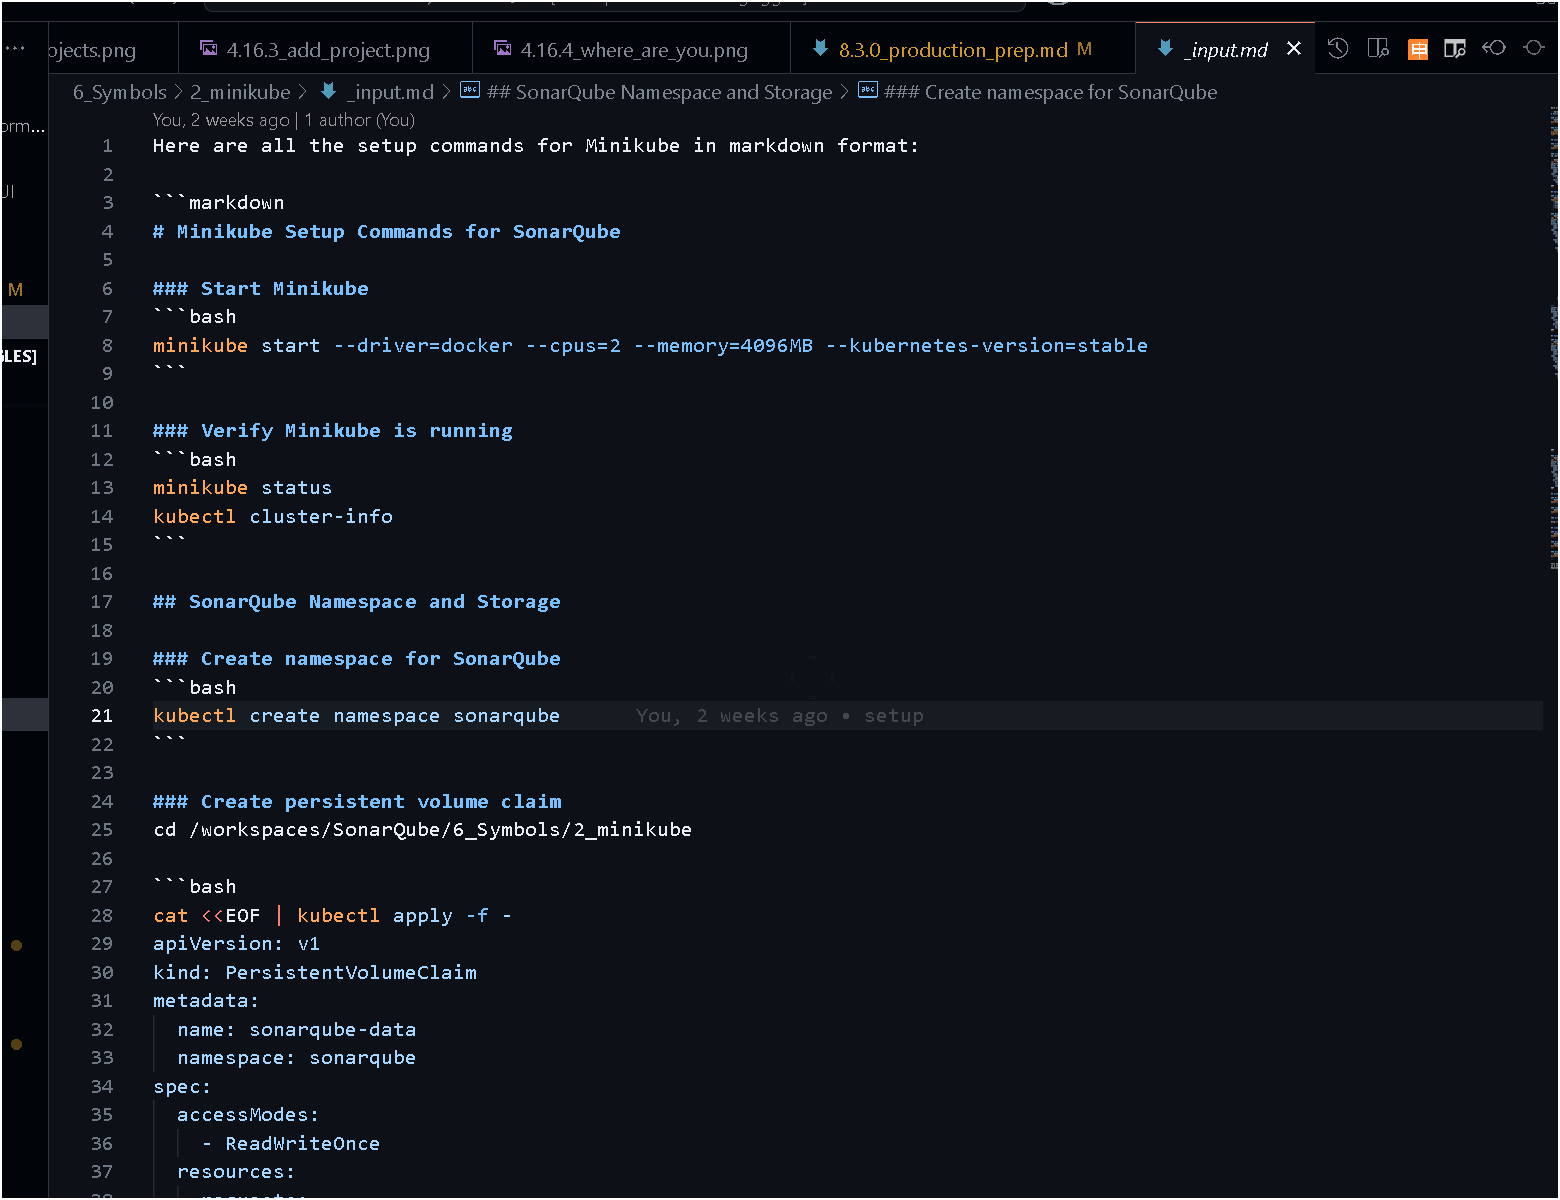 ojects.png 4.16.3_add_project.png 4.16.4_where_are_you.png 8.3.0_production_prep.md M _input.md
6_Symbols > 2_minikube > _input.md > ## SonarQube Namespace and Storage > ### Create namespace for SonarQube
You, 2 weeks ago | 1 author (You)
1 Here are all the setup commands for Minikube in markdown format:
2
3 ```markdown
4 # Minikube Setup Commands for SonarQube
5
6 ### Start Minikube
7 ```bash
8 minikube start --driver=docker --cpus=2 --memory=4096MB --kubernetes-version=stable
9 ```
10
11 ### Verify Minikube is running
12 ```bash
13 minikube status
14 kubectl cluster-info
15 ```
16
17 ## SonarQube Namespace and Storage
18
19 ### Create namespace for SonarQube
20 ```bash
21 kubectl create namespace sonarqube You, 2 weeks ago • setup
22 ```
23
24 ### Create persistent volume claim
25 cd /workspaces/SonarQube/6_Symbols/2_minikube
26
27 ```bash
28 cat <<EOF | kubectl apply -f -
29 apiVersion: v1
30 kind: PersistentVolumeClaim
31 metadata:
32 name: sonarqube-data
33 namespace: sonarqube
34 spec:
35 accessModes:
36 - ReadWriteOnce
37 resources:
orm...
UI
M
GLES]